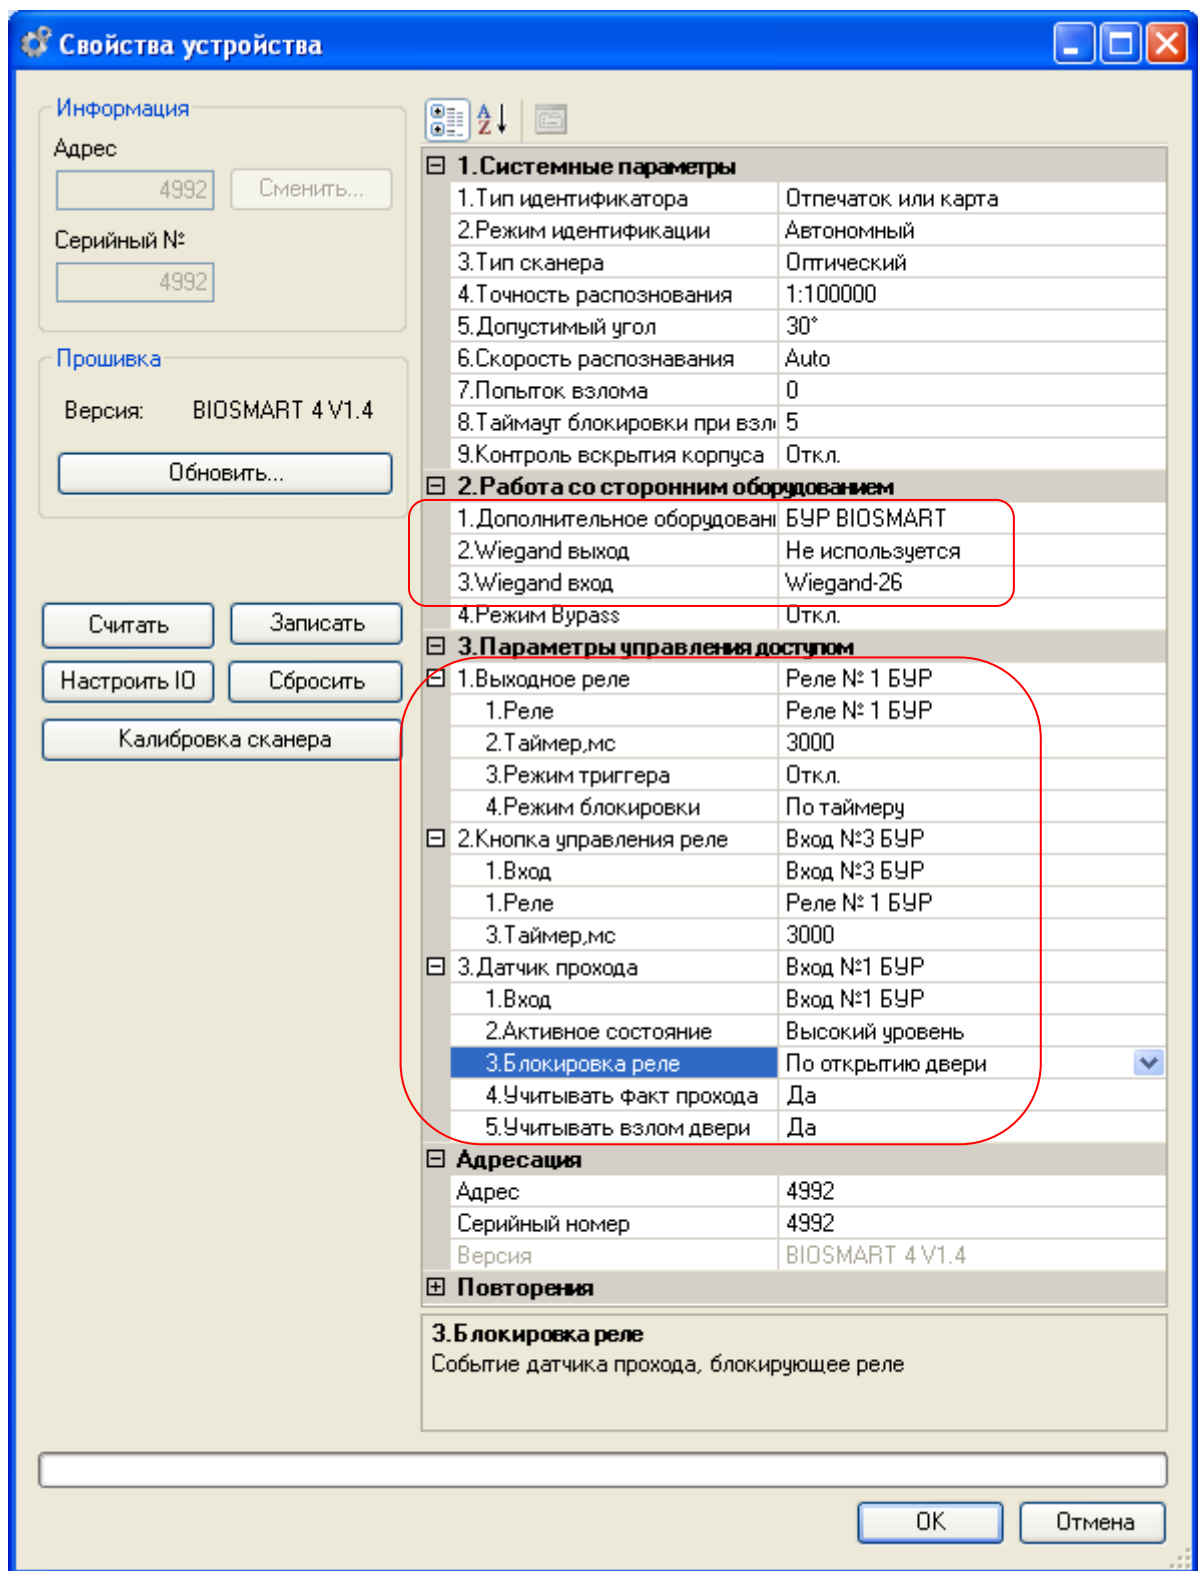 Свойства устройства
Информация
Адрес
4992 Сменить...
Серийный №
4992
Прошивка
Версия: BIOSMART 4 V1.4
Обновить...
Считать Записать
Настроить IO Сбросить
Калибровка сканера
1.Системные параметры
1.Тип идентификатора Отпечаток или карта
2.Режим идентификации Автономный
3.Тип сканера Оптический
4.Точность распознования 1:100000
5.Допустимый угол 30°
6.Скорость распознавания Auto
7.Попыток взлома 0
8.Таймаут блокировки при взл 5
9.Контроль вскрытия корпуса Откл.
2.Работа со сторонним оборудованием
1.Дополнительное оборудован БУР BIOSMART
2.Wiegand выход Не используется
3.Wiegand вход Wiegand-26
4.Режим Bypass Откл.
3.Параметры управления доступом
1.Выходное реле Реле № 1 БУР
1.Реле Реле № 1 БУР
2.Таймер,мс 3000
3.Режим триггера Откл.
4.Режим блокировки По таймеру
2.Кнопка управления реле Вход №3 БУР
1.Вход Вход №3 БУР
1.Реле Реле № 1 БУР
3.Таймер,мс 3000
3.Датчик прохода Вход №1 БУР
1.Вход Вход №1 БУР
2.Активное состояние Высокий уровень
3.Блокировка реле По открытию двери
4.Учитывать факт прохода Да
5.Учитывать взлом двери Да
Адресация
Адрес 4992
Серийный номер 4992
Версия BIOSMART 4 V1.4
Повторения
3.Блокировка реле
Событие датчика прохода, блокирующее реле
OK Отмена